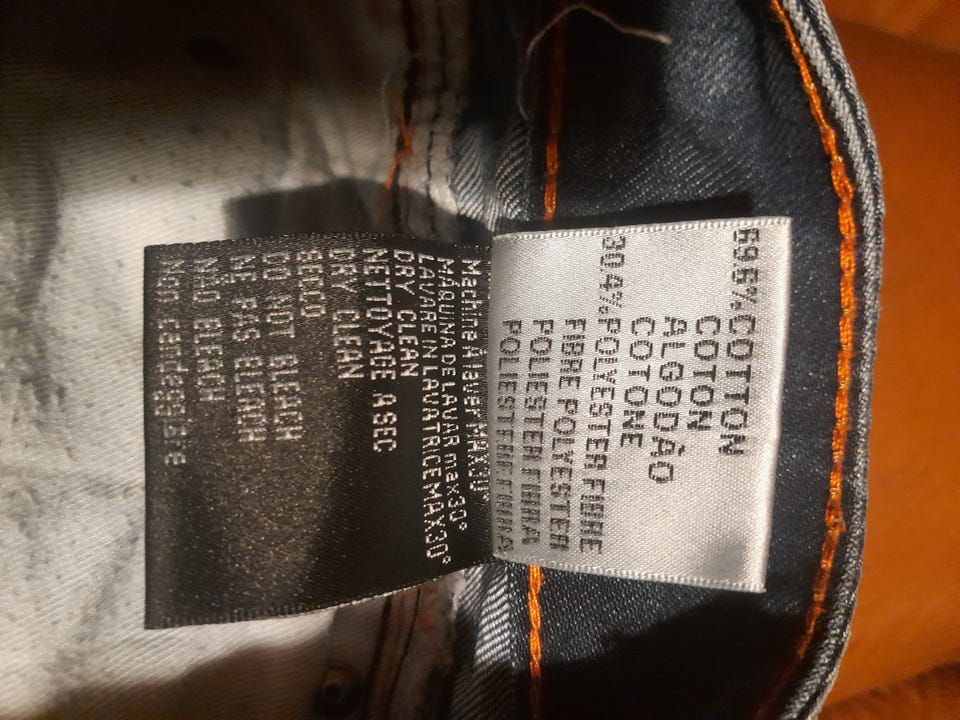 69.6%COTTON
COTON
ALGODÃO
COTONE
30.4%POLYESTER FIBRE
FIBRE POLYESTER
POLIESTER FIBRA
POLIESTERE FIBRA
Machine A laver MAX30°
MÁQUINA DE LAVAR max30°
LAVARE IN LAVATRICE MAX30°
DRY CLEAN
NETTOYAGE A SEC
DRY CLEAN
SECCO
DO NOT BLEACH
NE PAS BLEACH
NÃO BLEACH
Non